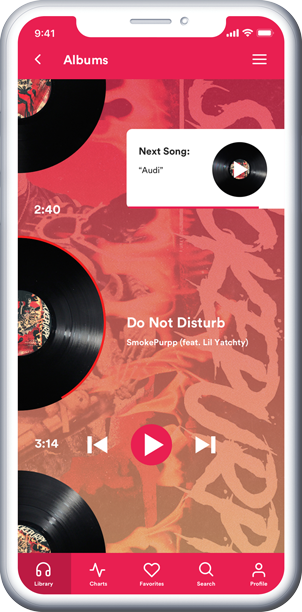 9:41
Albums
Next Song:
"Audi"
2:40
Do Not Disturb
SmokePurpp (feat. Lil Yatchty)
3:14
Library
Charts
Favorites
Search
Profile